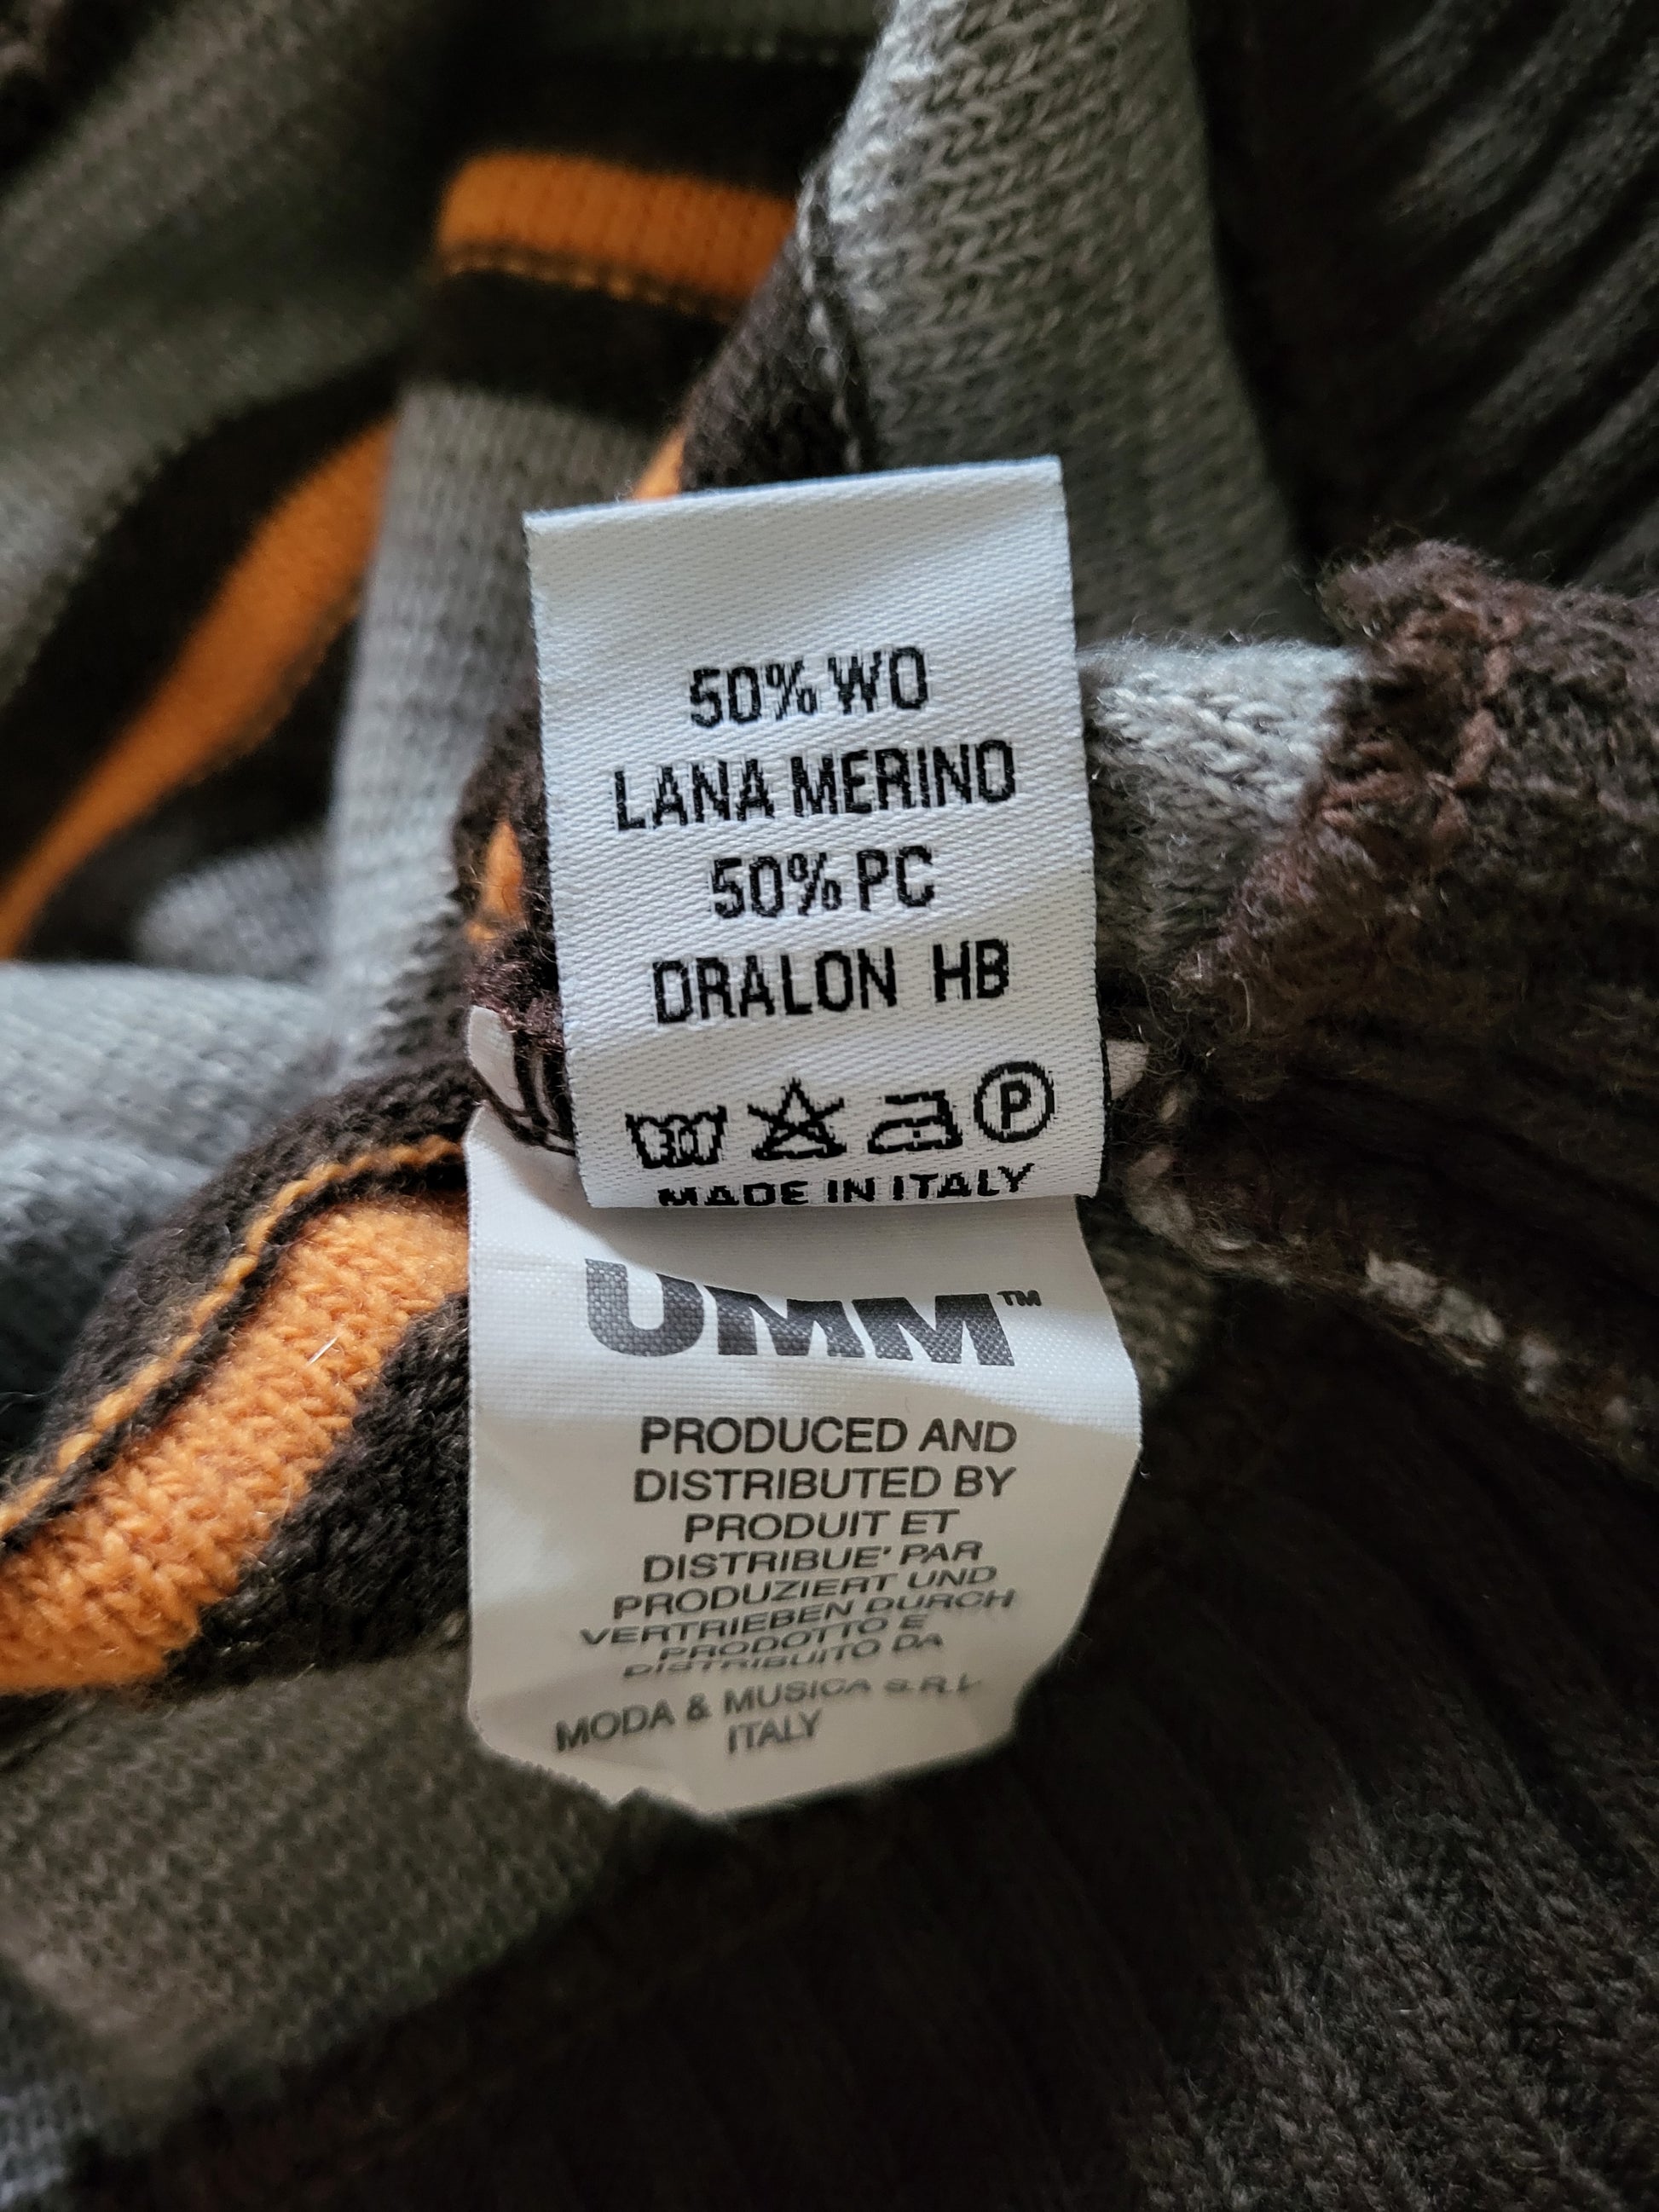 50% WO
LANA MERINO
50% PC
DRALON HB
30 P
MADE IN ITALY
UMM™
PRODUCED AND
DISTRIBUTED BY
PRODUIT ET
DISTRIBUE' PAR
PRODUZIERT UND
VERTRIEBEN DURCH
PRODOTTO E
DISTRIBUITO DA
MODA & MUSICA S.R.L.
ITALY